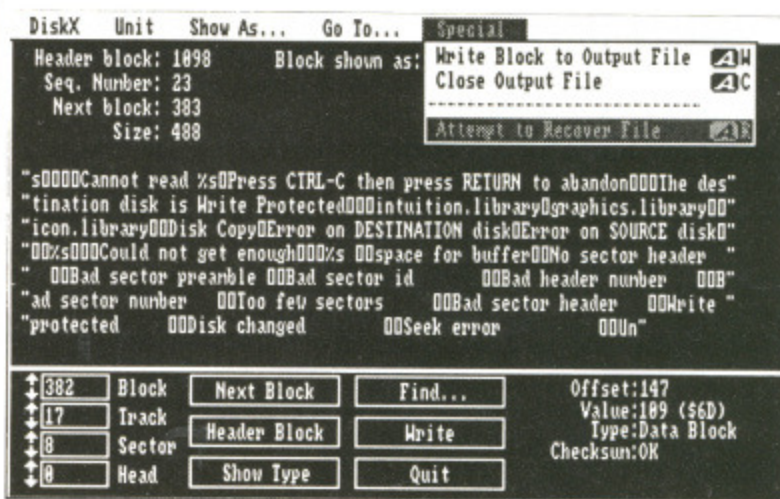 DiskX Unit Show As... Go To... Special
Header block: 1098 Block shown as:
Seq. Number: 23
Next block: 383
Size: 488
Write Block to Output File AW
Close Output File AC
Attempt to Recover File AR
"s▯▯▯▯Cannot read %s▯Press CTRL-C then press RETURN to abandon▯▯▯The des"
"tination disk is Write Protected▯▯▯intuition.library▯graphics.library▯▯"
"icon.library▯▯Disk Copy▯Error on DESTINATION disk▯Error on SOURCE disk▯"
"▯▯%s▯▯▯Could not get enough▯▯▯%s ▯▯space for buffer▯▯No sector header "
" ▯▯Bad sector preamble ▯▯Bad sector id ▯▯Bad header number ▯▯B"
"ad sector number ▯▯Too few sectors ▯▯Bad sector header ▯▯Write "
"protected ▯▯Disk changed ▯▯Seek error ▯▯Un"
382 Block Next Block Find... Offset:147
17 Track Value:109 ($6D)
8 Sector Header Block Write Type:Data Block
Checksum:OK
0 Head Show Type Quit